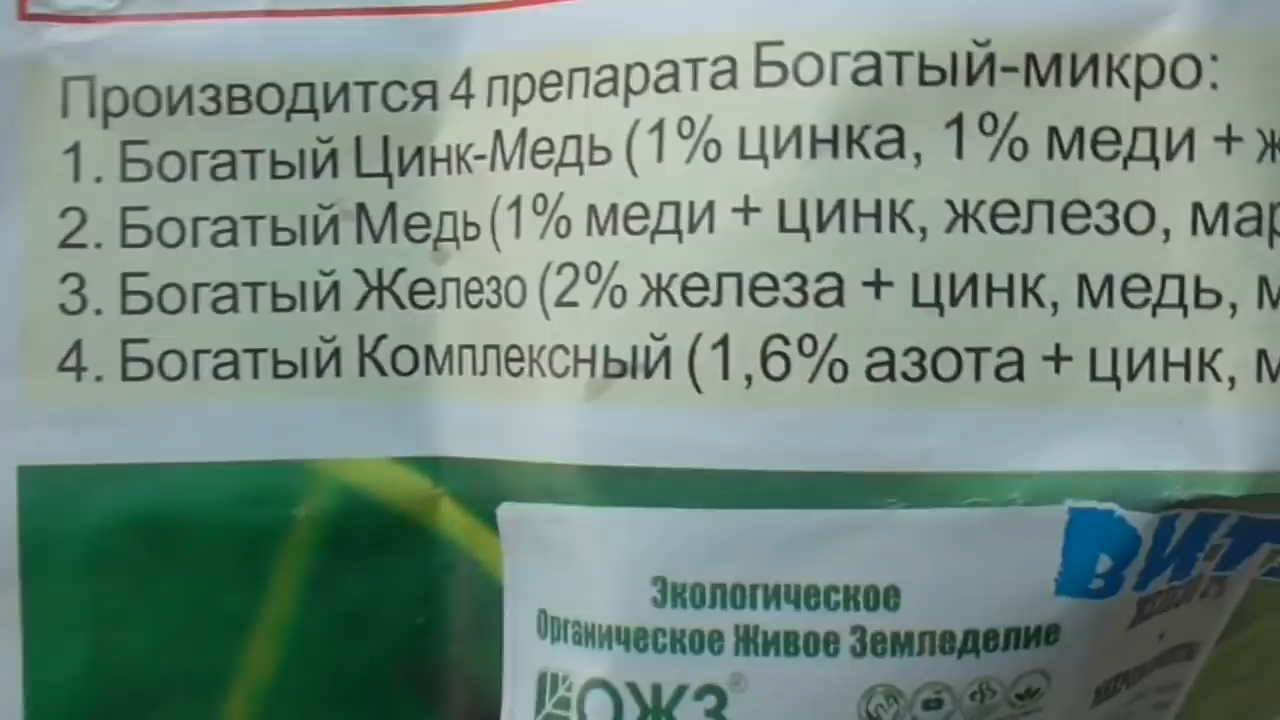 Производится 4 препарата Богатый-микро:
1. Богатый Цинк-Медь (1% цинка, 1% меди + ж
2. Богатый Медь (1% меди + цинк, железо, мар
3. Богатый Железо (2% железа + цинк, медь, м
4. Богатый Комплексный (1,6% азота + цинк, м
Вит
Экологическое
Органическое Живое Земледелие
ОЖЗ®